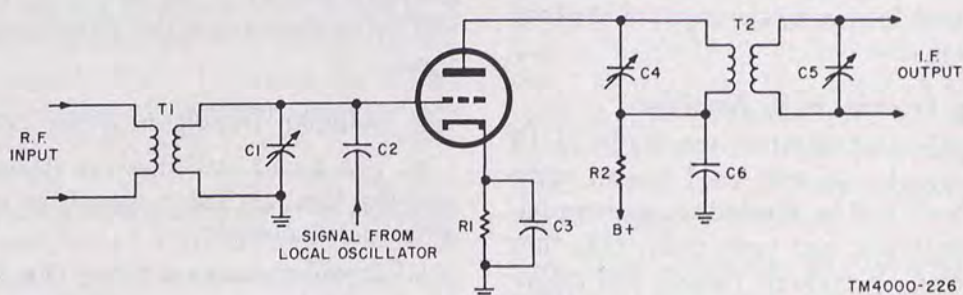 T2
C4
C5
I.F.
OUTPUT
T1
R.F.
INPUT
C1
C2
R2
C6
R1
C3
SIGNAL FROM
LOCAL OSCILLATOR
B+
TM4000-226